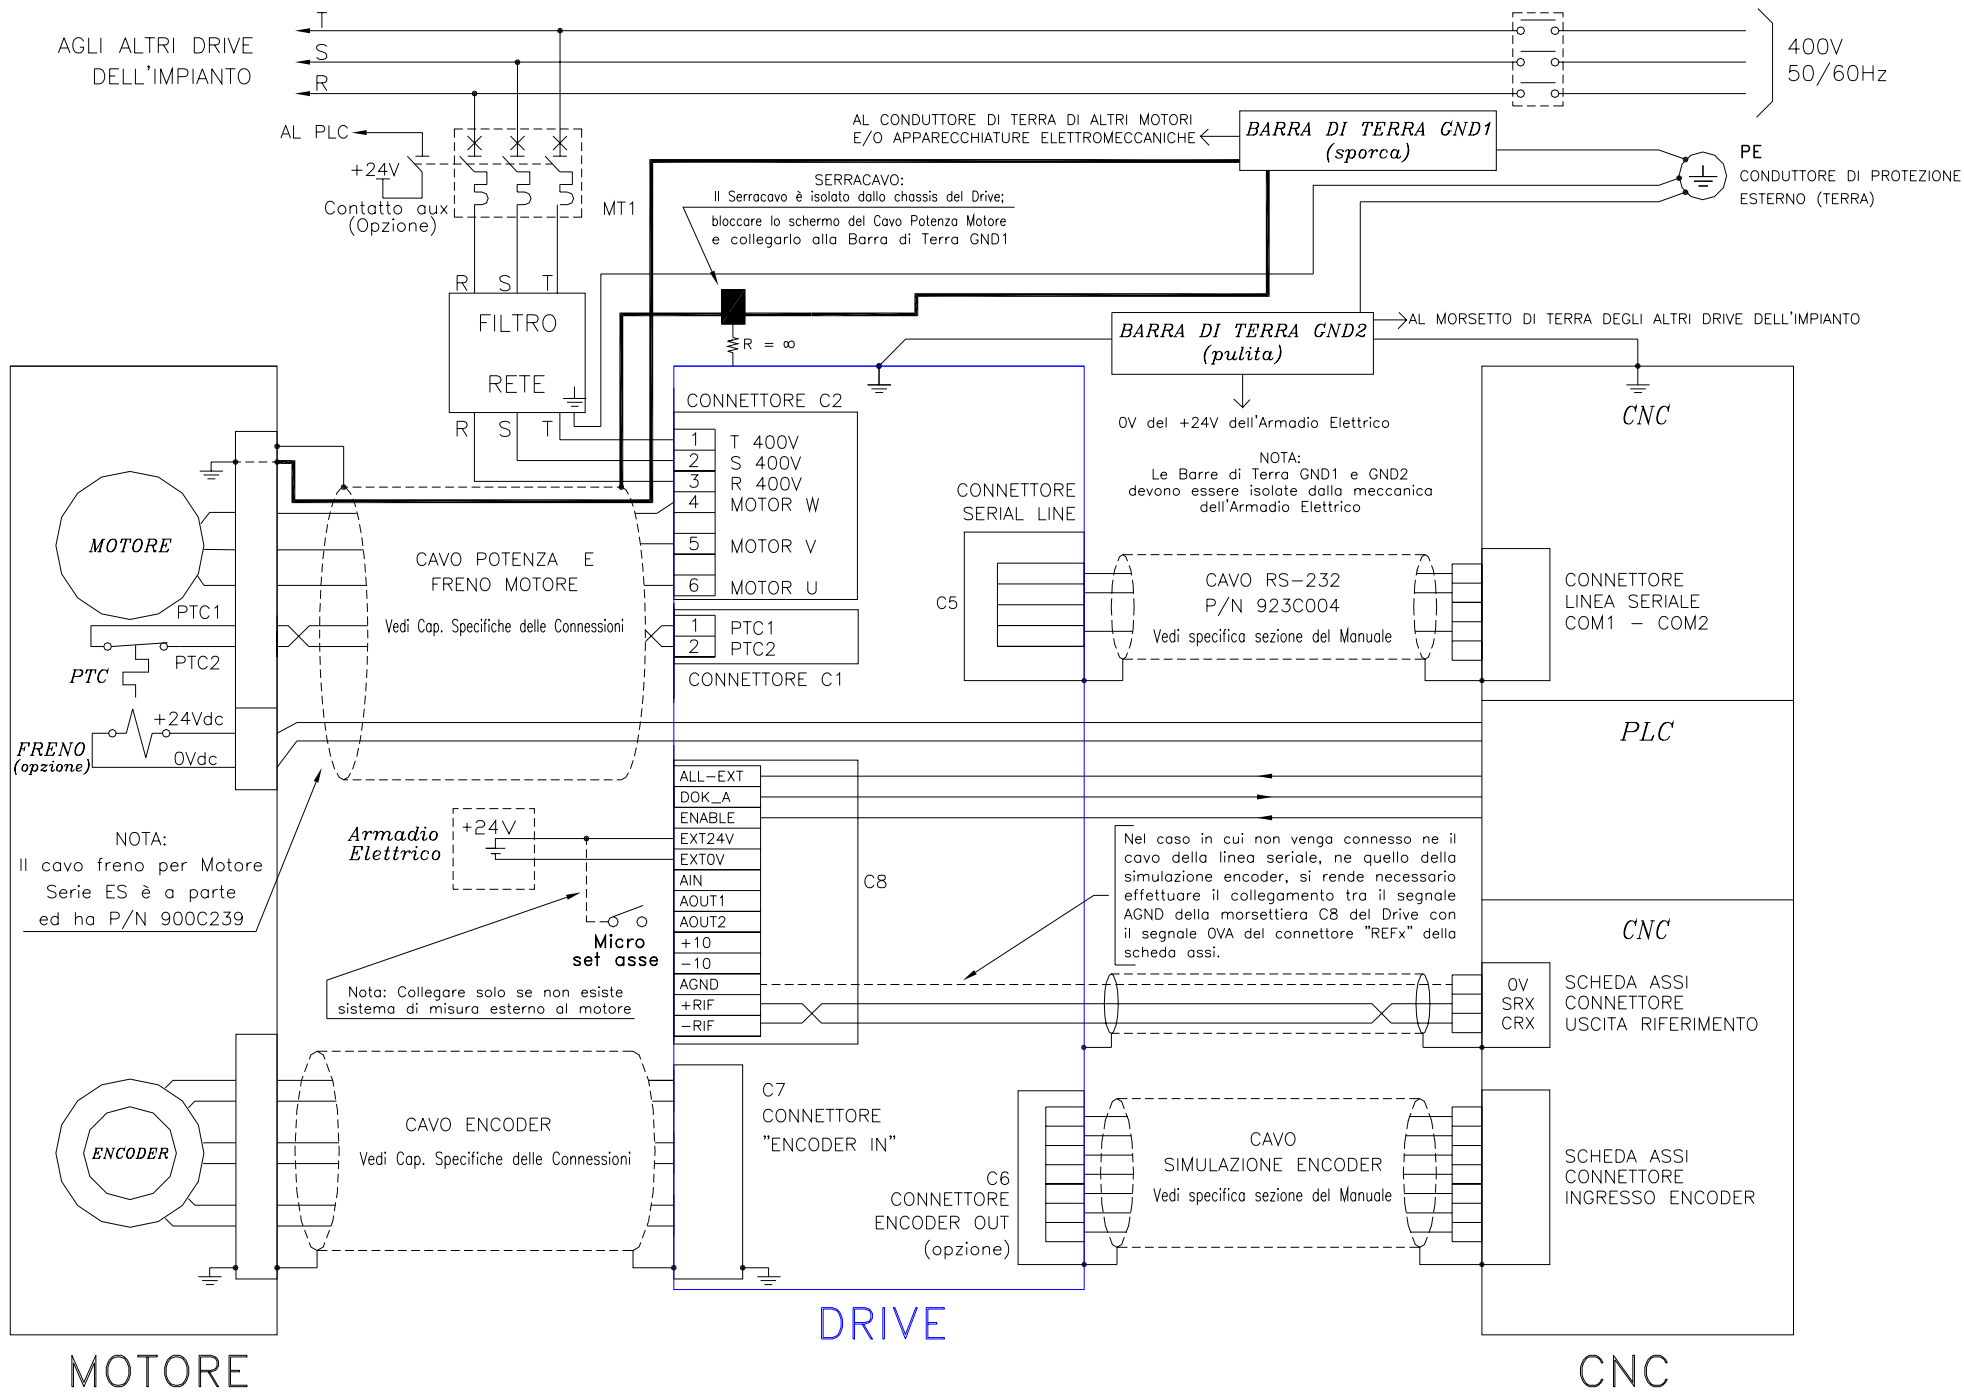 T
AGLI ALTRI DRIVE
S
DELL'IMPIANTO
R
400V
50/60Hz
AL PLC
+24V
Contatto aux
(Opzione)
MT1
AL CONDUTTORE DI TERRA DI ALTRI MOTORI
E/O APPARECCHIATURE ELETTROMECCANICHE
BARRA DI TERRA GND1
(sporca)
PE
CONDUTTORE DI PROTEZIONE
ESTERNO (TERRA)
SERRACAVO:
Il Serracavo è isolato dallo chassis del Drive;
bloccare lo schermo del Cavo Potenza Motore
e collegarlo alla Barra di Terra GND1
R S T
FILTRO
RETE
R S T
R = ∞
BARRA DI TERRA GND2
(pulita)
AL MORSETTO DI TERRA DEGLI ALTRI DRIVE DELL'IMPIANTO
0V del +24V dell'Armadio Elettrico
NOTA:
Le Barre di Terra GND1 e GND2
devono essere isolate dalla meccanica
dell'Armadio Elettrico
CONNETTORE C2
1 T 400V
2 S 400V
3 R 400V
4 MOTOR W
5 MOTOR V
6 MOTOR U
1 PTC1
2 PTC2
CONNETTORE C1
MOTORE
PTC1
PTC2
PTC
+24Vdc
FRENO
(opzione)
0Vdc
CAVO POTENZA E
FRENO MOTORE
Vedi Cap. Specifiche delle Connessioni
CONNETTORE
SERIAL LINE
C5
CAVO RS-232
P/N 923C004
Vedi specifica sezione del Manuale
CNC
CONNETTORE
LINEA SERIALE
COM1 - COM2
PLC
NOTA:
Il cavo freno per Motore
Serie ES è a parte
ed ha P/N 900C239
Armadio
Elettrico
+24V
Micro
set asse
Nota: Collegare solo se non esiste
sistema di misura esterno al motore
ALL-EXT
DOK_A
ENABLE
EXT24V
EXT0V
AIN
AOUT1
AOUT2
+10
-10
AGND
+RIF
-RIF
C8
Nel caso in cui non venga connesso ne il
cavo della linea seriale, ne quello della
simulazione encoder, si rende necessario
effettuare il collegamento tra il segnale
AGND della morsettiera C8 del Drive con
il segnale 0VA del connettore "REFx" della
scheda assi.
CNC
0V
SRX
CRX
SCHEDA ASSI
CONNETTORE
USCITA RIFERIMENTO
ENCODER
CAVO ENCODER
Vedi Cap. Specifiche delle Connessioni
C7
CONNETTORE
"ENCODER IN"
C6
CONNETTORE
ENCODER OUT
(opzione)
CAVO
SIMULAZIONE ENCODER
Vedi specifica sezione del Manuale
SCHEDA ASSI
CONNETTORE
INGRESSO ENCODER
MOTORE
DRIVE
CNC